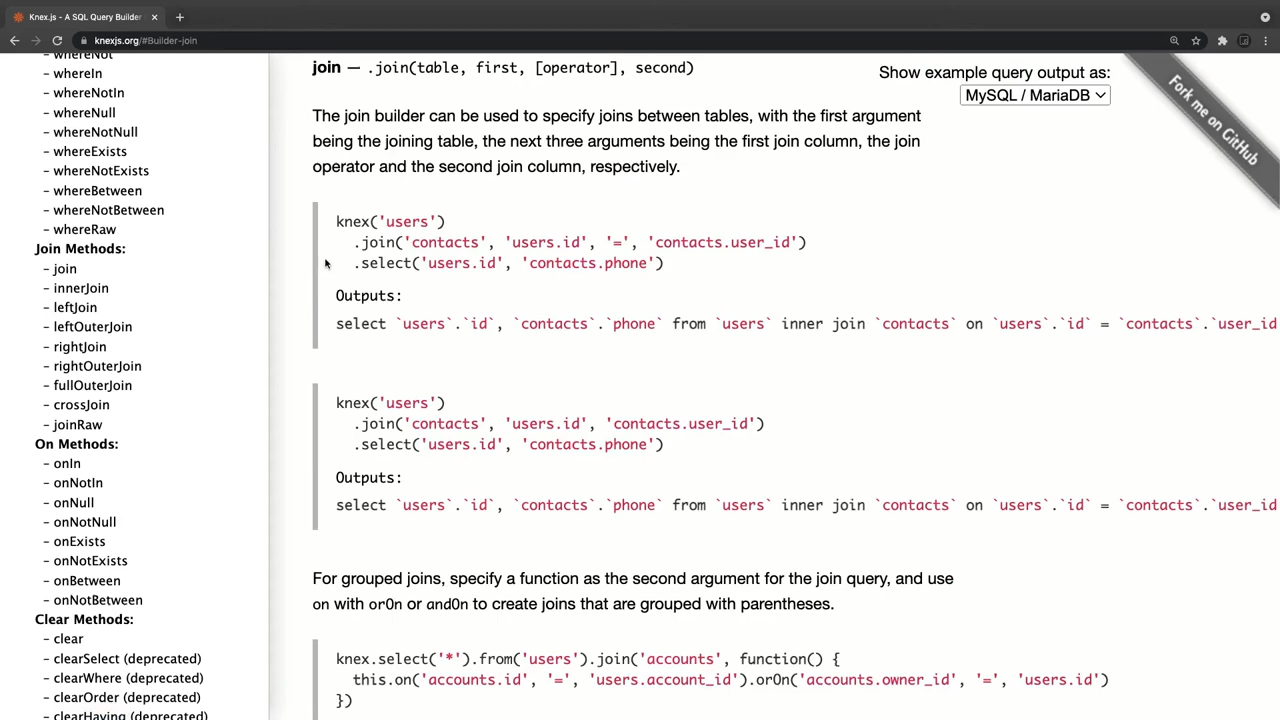 Knex.js - A SQL Query Builder
knexjs.org/#Builder-join
- whereNot
- whereIn
- whereNotIn
- whereNull
- whereNotNull
- whereExists
- whereNotExists
- whereBetween
- whereNotBetween
- whereRaw
Join Methods:
- join
- innerJoin
- leftJoin
- leftOuterJoin
- rightJoin
- rightOuterJoin
- fullOuterJoin
- crossJoin
- joinRaw
On Methods:
- onIn
- onNotIn
- onNull
- onNotNull
- onExists
- onNotExists
- onBetween
- onNotBetween
Clear Methods:
- clear
- clearSelect (deprecated)
- clearWhere (deprecated)
- clearOrder (deprecated)
- clearHaving (deprecated)
join — .join(table, first, [operator], second)
Show example query output as:
MySQL / MariaDB
Fork me on GitHub
The join builder can be used to specify joins between tables, with the first argument
being the joining table, the next three arguments being the first join column, the join
operator and the second join column, respectively.
knex('users')
.join('contacts', 'users.id', '=', 'contacts.user_id')
.select('users.id', 'contacts.phone')
Outputs:
select `users`.`id`, `contacts`.`phone` from `users` inner join `contacts` on `users`.`id` = `contacts`.`user_id
knex('users')
.join('contacts', 'users.id', 'contacts.user_id')
.select('users.id', 'contacts.phone')
Outputs:
select `users`.`id`, `contacts`.`phone` from `users` inner join `contacts` on `users`.`id` = `contacts`.`user_id
For grouped joins, specify a function as the second argument for the join query, and use
on with orOn or andOn to create joins that are grouped with parentheses.
knex.select('*').from('users').join('accounts', function() {
this.on('accounts.id', '=', 'users.account_id').orOn('accounts.owner_id', '=', 'users.id')
})